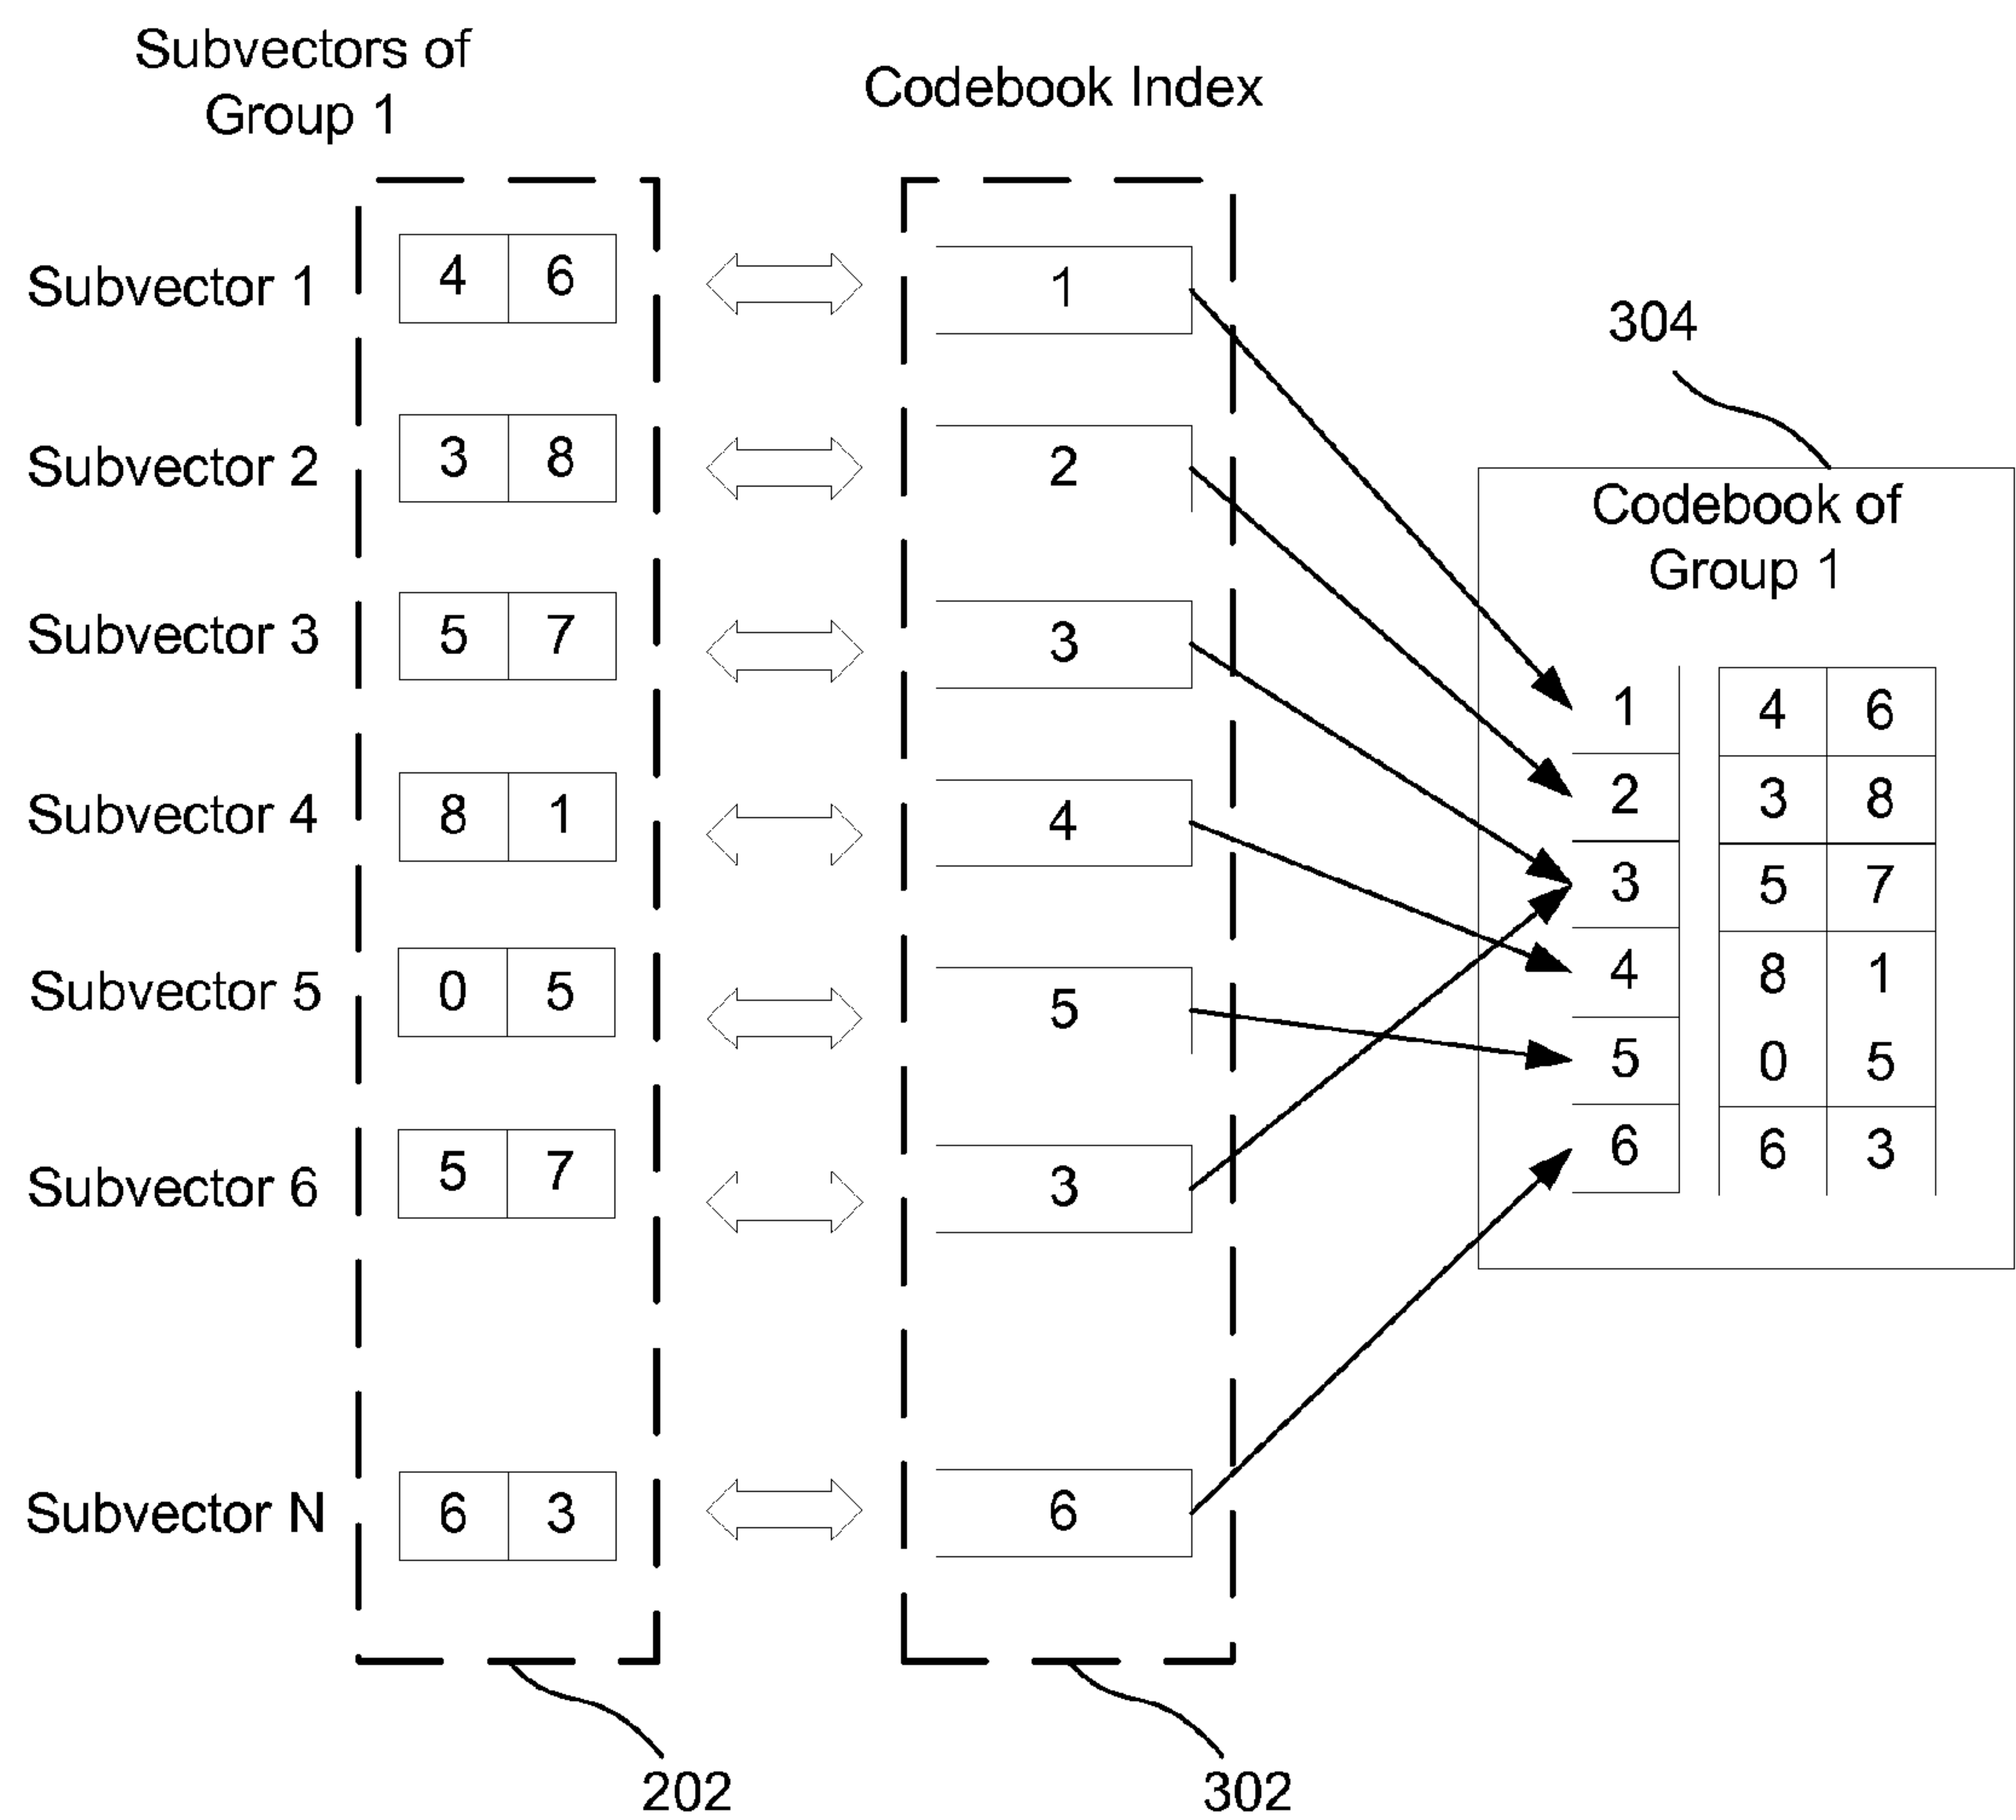 Subvectors of
Group 1
Codebook Index
Subvector 1 4 6 1
304
Subvector 2 3 8 2
Codebook of
Group 1
Subvector 3 5 7 3
1 4 6
2 3 8
Subvector 4 8 1 4
3 5 7
4 8 1
Subvector 5 0 5 5
5 0 5
6 6 3
Subvector 6 5 7 3
Subvector N 6 3 6
202
302